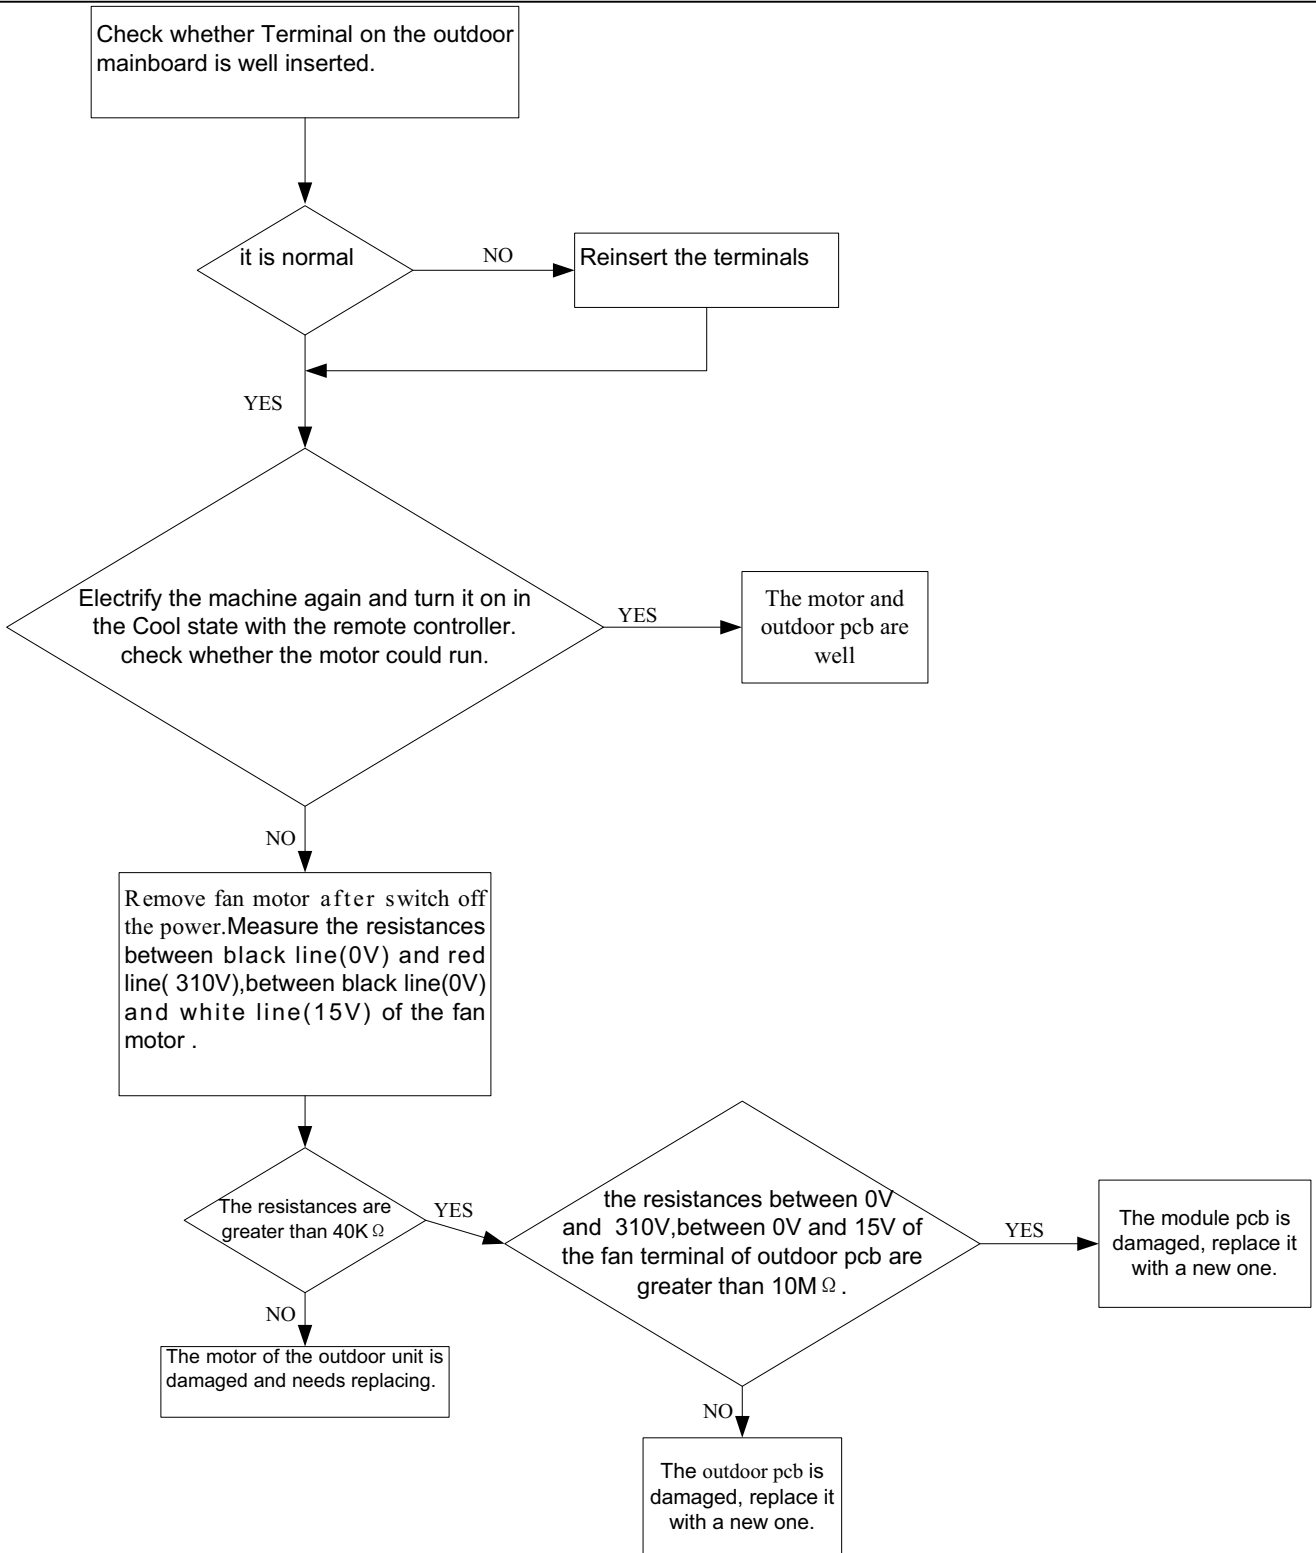 Check whether Terminal on the outdoor
mainboard is well inserted.
it is normal
NO
Reinsert the terminals
YES
Electrify the machine again and turn it on in
the Cool state with the remote controller.
check whether the motor could run.
YES
The motor and
outdoor pcb are
well
NO
Remove fan motor after switch off
the power.Measure the resistances
between black line(0V) and red
line( 310V),between black line(0V)
and white line(15V) of the fan
motor .
The resistances are
greater than 40K Ω
YES
the resistances between 0V
and 310V,between 0V and 15V of
the fan terminal of outdoor pcb are
greater than 10M Ω .
YES
The module pcb is
damaged, replace it
with a new one.
NO
The motor of the outdoor unit is
damaged and needs replacing.
NO
The outdoor pcb is
damaged, replace it
with a new one.